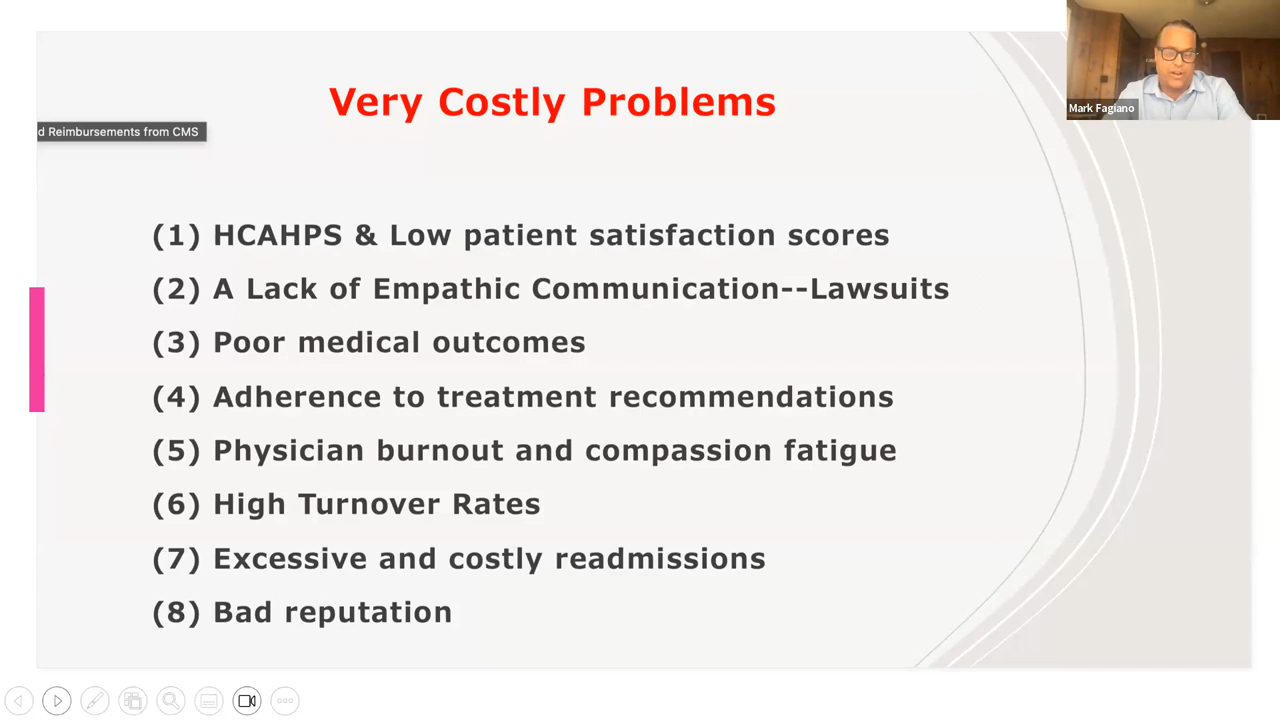 Very Costly Problems
d Reimbursements from CMS
(1) HCAHPS & Low patient satisfaction scores
(2) A Lack of Empathic Communication--Lawsuits
(3) Poor medical outcomes
(4) Adherence to treatment recommendations
(5) Physician burnout and compassion fatigue
(6) High Turnover Rates
(7) Excessive and costly readmissions
(8) Bad reputation
Mark Fagiano